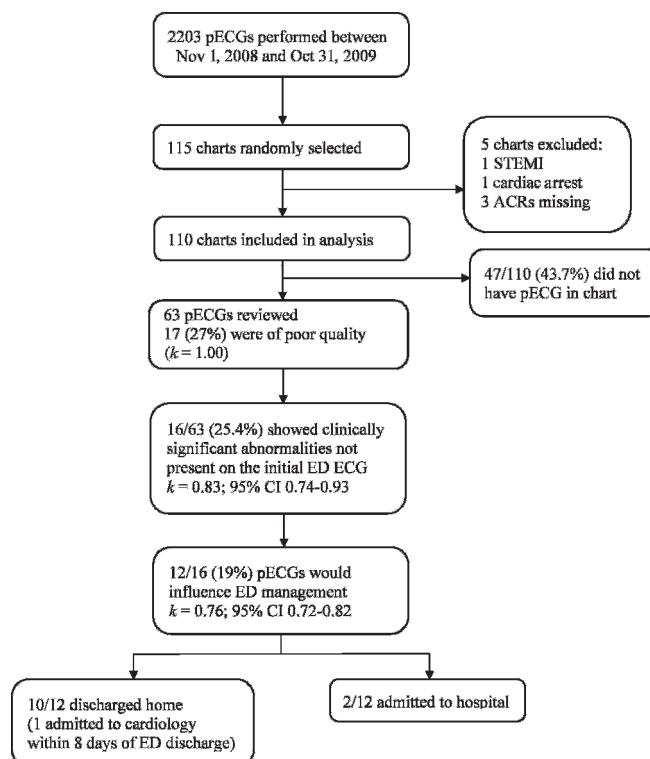 2203 pECGs performed between
Nov 1, 2008 and Oct 31, 2009
115 charts randomly selected
5 charts excluded:
1 STEMI
1 cardiac arrest
3 ACRs missing
110 charts included in analysis
47/110 (43.7%) did not
have pECG in chart
63 pECGs reviewed
17 (27%) were of poor quality
(k = 1.00)
16/63 (25.4%) showed clinically
significant abnormalities not
present on the initial ED ECG
k = 0.83; 95% CI 0.74-0.93
12/16 (19%) pECGs would
influence ED management
k = 0.76; 95% CI 0.72-0.82
10/12 discharged home
(1 admitted to cardiology
within 8 days of ED discharge)
2/12 admitted to hospital